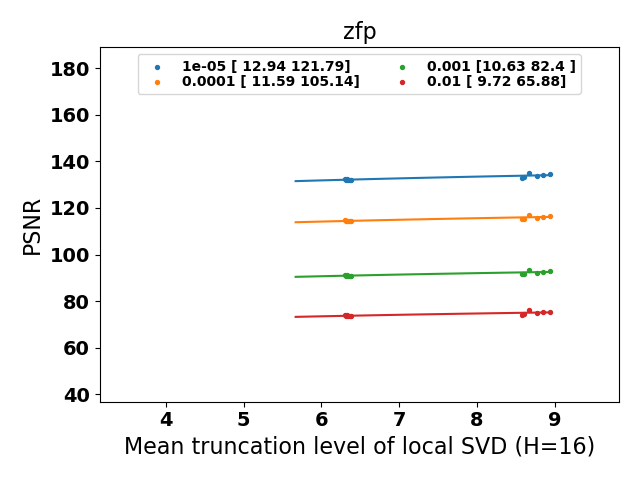 zfp
1e-05 [ 12.94 121.79]
0.0001 [ 11.59 105.14]
0.001 [10.63 82.4 ]
0.01 [ 9.72 65.88]
180
160
140
120
100
80
60
40
PSNR
4 5 6 7 8 9
Mean truncation level of local SVD (H=16)